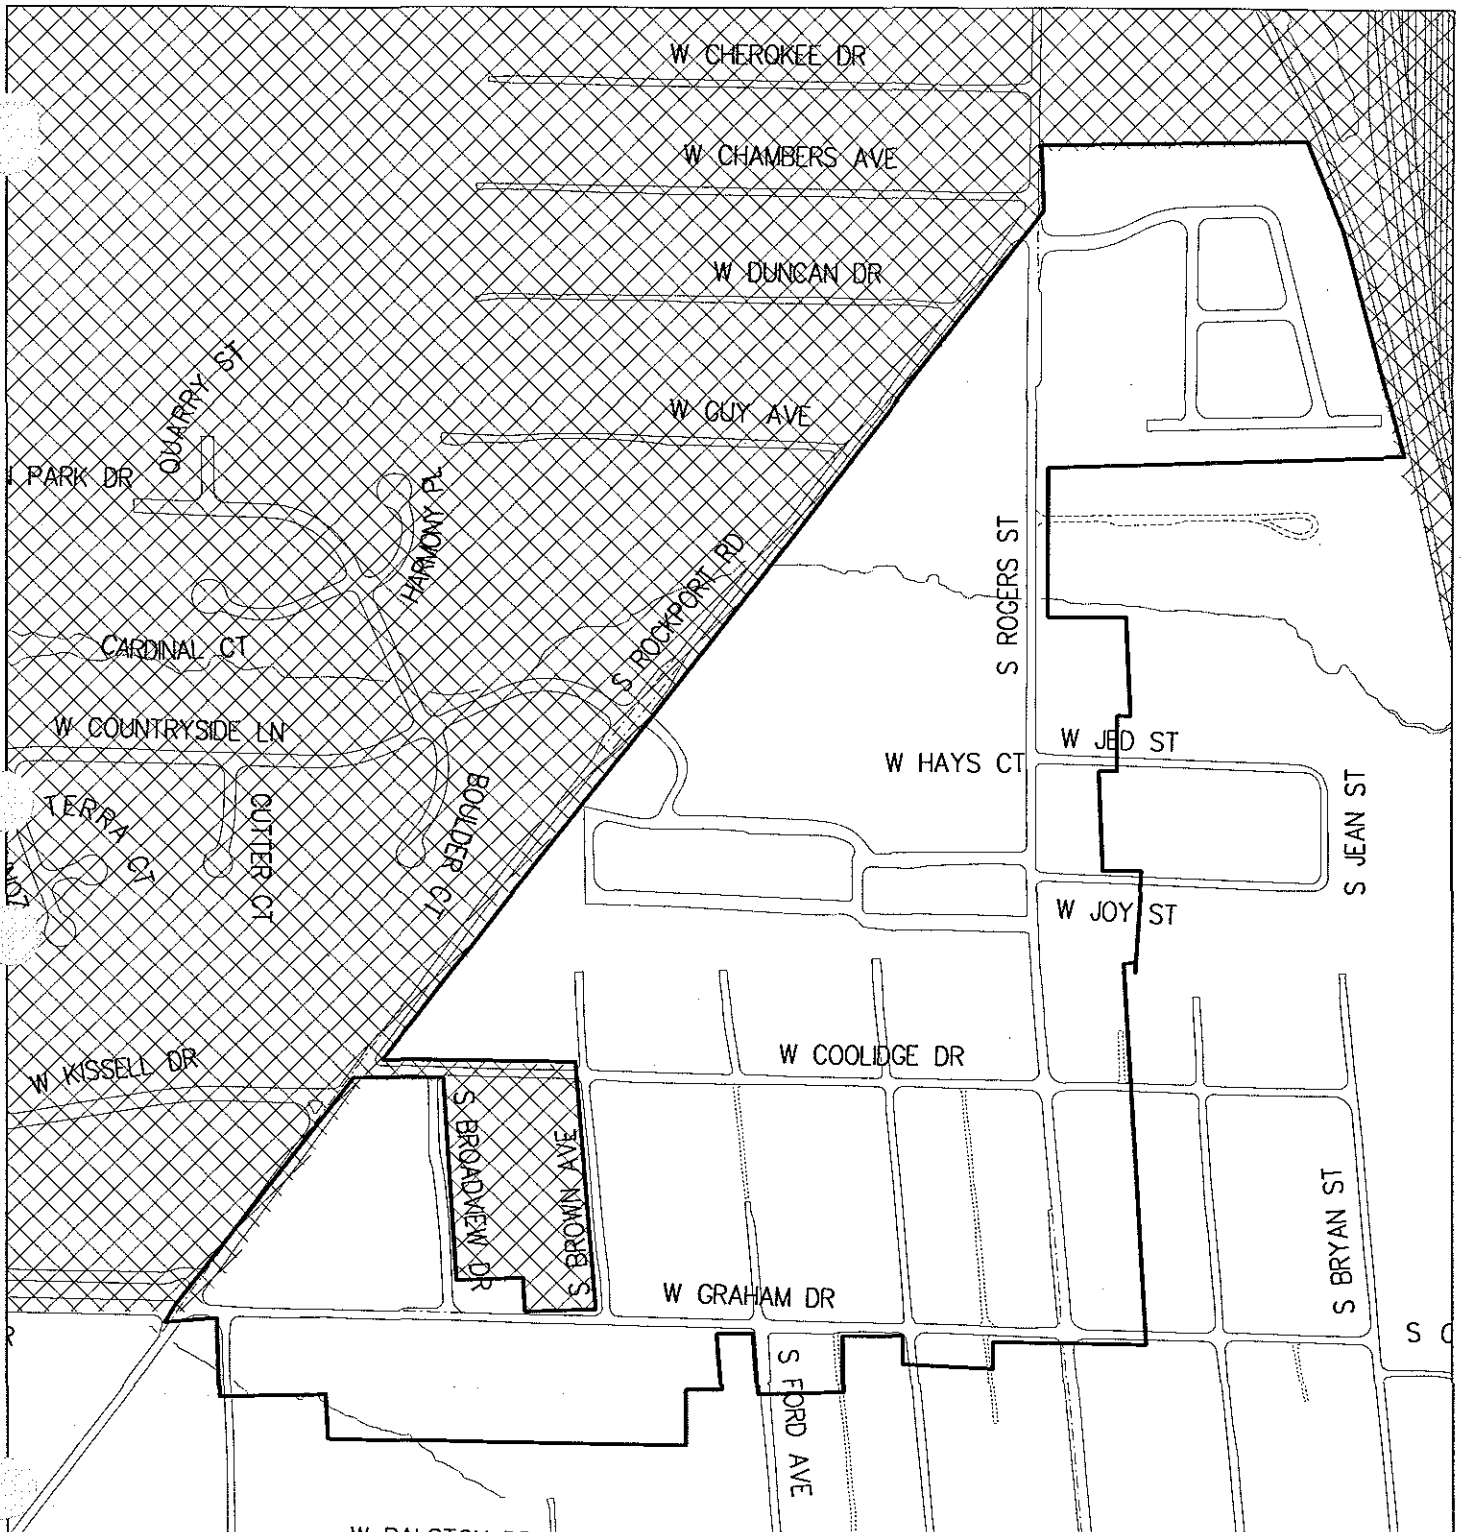 W CHEROKEE DR
W CHAMBERS AVE
W DUNCAN DR
QUARRY ST
W GUY AVE
PARK DR
HARMONY PL
S ROCKPORT RD
S ROGERS ST
CARDINAL CT
W COUNTRYSIDE LN
W JED ST
W HAYS CT
TERRA CT
CUTTER CT
BOULDER CT
S JEAN ST
W JOY ST
W KISSELL DR
W COOLIDGE DR
S BROADVIEW DR
S BROWN AVE
S BRYAN ST
W GRAHAM DR
S FORD AVE